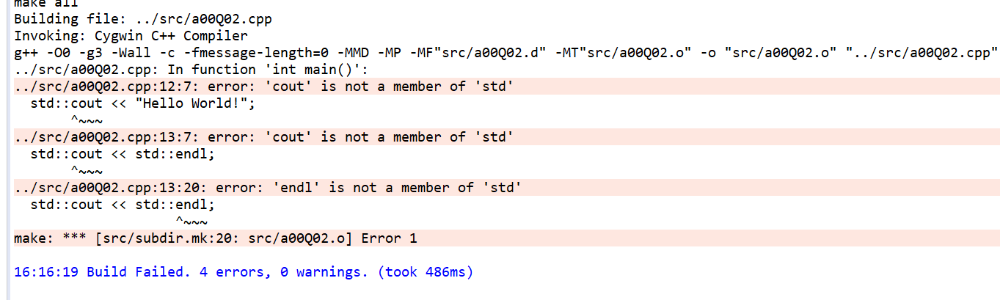 make all
Building file: ../src/a00Q02.cpp
Invoking: Cygwin C++ Compiler
g++ -O0 -g3 -Wall -c -fmessage-length=0 -MMD -MP -MF"src/a00Q02.d" -MT"src/a00Q02.o" -o "src/a00Q02.o" "../src/a00Q02.cpp"
../src/a00Q02.cpp: In function 'int main()':
../src/a00Q02.cpp:12:7: error: 'cout' is not a member of 'std'
  std::cout << "Hello World!";
       ^~~~
../src/a00Q02.cpp:13:7: error: 'cout' is not a member of 'std'
  std::cout << std::endl;
       ^~~~
../src/a00Q02.cpp:13:20: error: 'endl' is not a member of 'std'
  std::cout << std::endl;
                    ^~~~
make: *** [src/subdir.mk:20: src/a00Q02.o] Error 1
16:16:19 Build Failed. 4 errors, 0 warnings. (took 486ms)